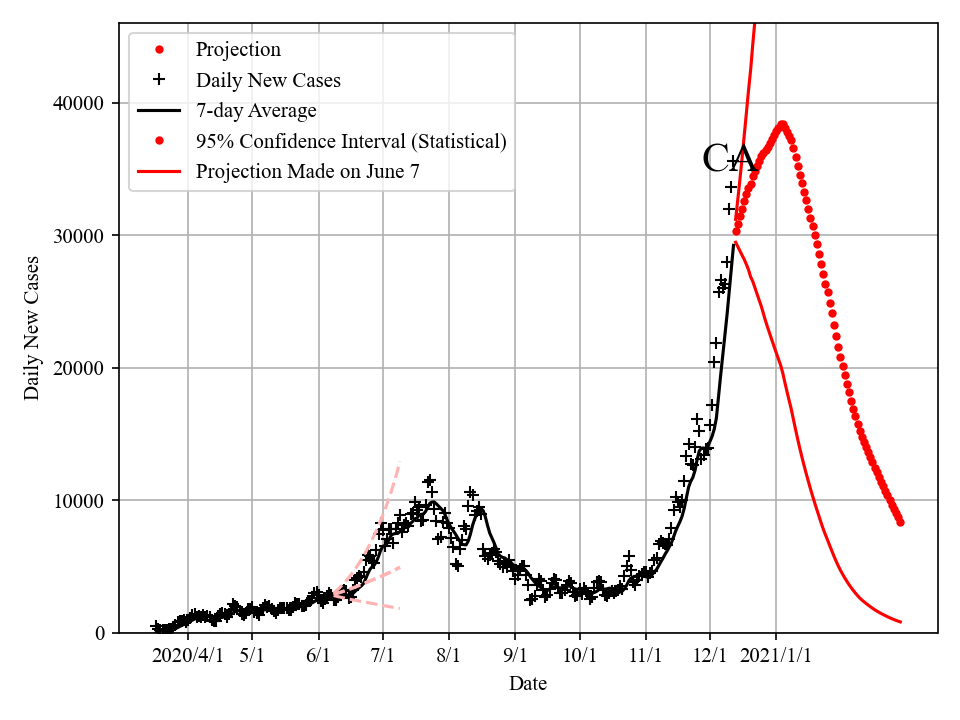 Projection
Daily New Cases
7-day Average
95% Confidence Interval (Statistical)
Projection Made on June 7
CA
40000
30000
20000
10000
0
Daily New Cases
2020/4/1 5/1 6/1 7/1 8/1 9/1 10/1 11/1 12/1 2021/1/1
Date